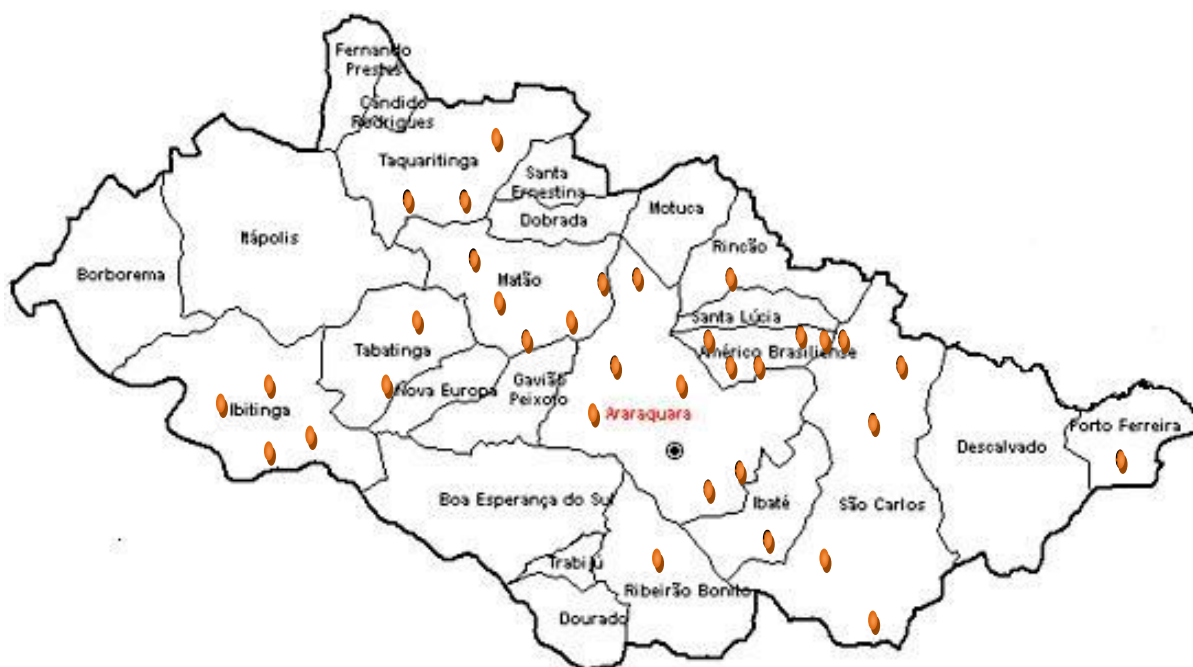 Fernando
Prestes
Cândido
Rodrigues
Taquaritinga
Santa
Ernestina
Dobrada
Motuca
Itápolis
Rincão
Borborema
Matão
Santa Lúcia
Tabatinga
Américo Brasiliense
Nova Europa
Gavião
Peixoto
Ibitinga
Araraquara
Porto Ferreira
Descalvado
Boa Esperança do Sul
Ibaté
São Carlos
Trabijú
Ribeirão Bonito
Dourado